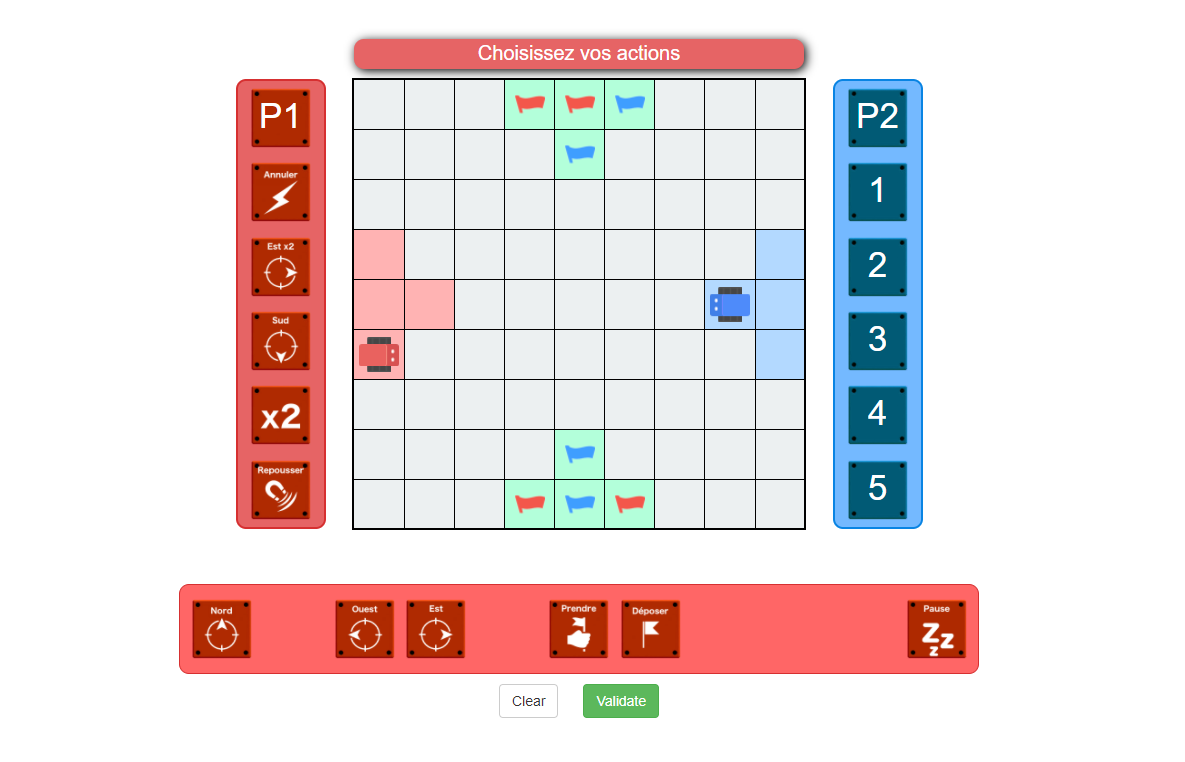 Choisissez vos actions
P1
Annuler
Est x2
Sud
x2
Repousser
P2
1
2
3
4
5
Nord
Ouest
Est
Prendre
Déposer
Pause
zzz
Clear
Validate